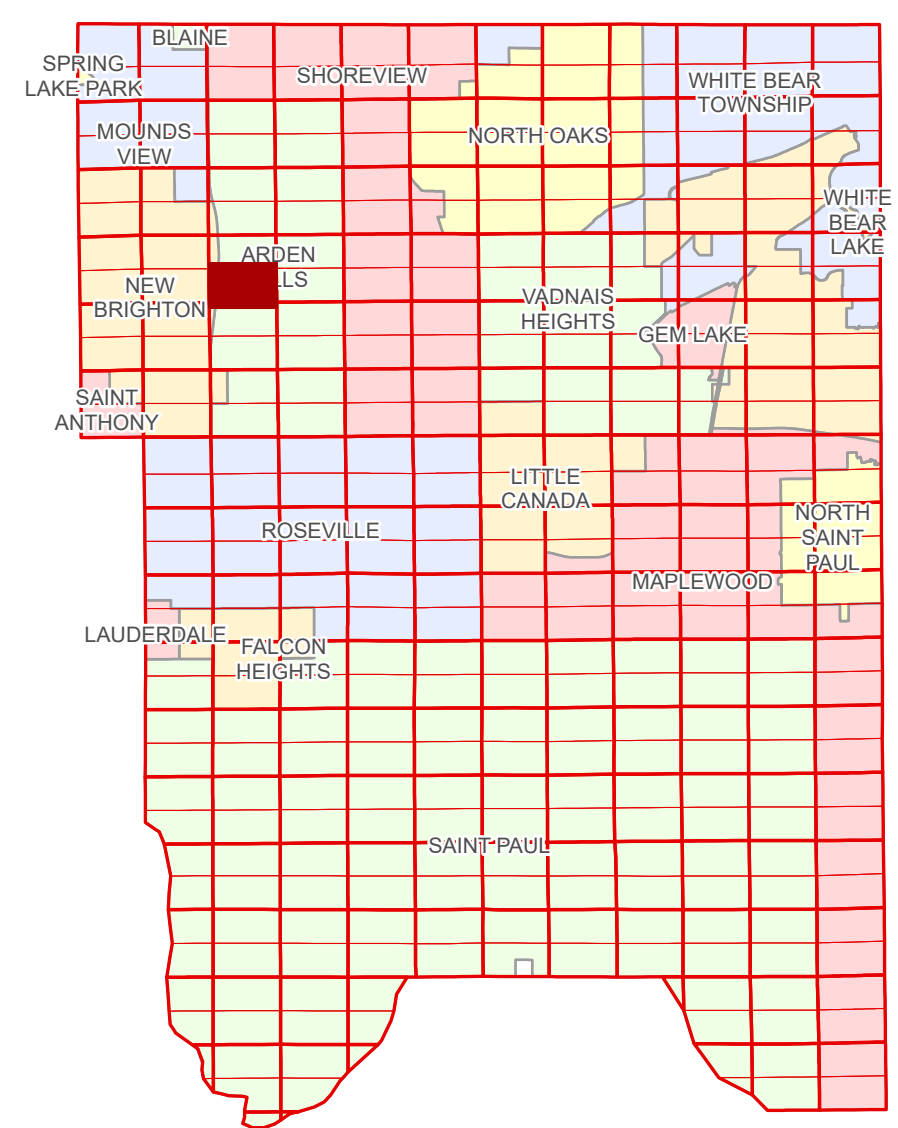 BLAINE
SPRING
LAKE PARK
SHOREVIEW
WHITE BEAR
TOWNSHIP
MOUNDS
VIEW
NORTH OAKS
WHITE
BEAR
LAKE
ARDEN
LLS
NEW
BRIGHTON
VADNAIS
HEIGHTS
GEM LAKE
SAINT
ANTHONY
LITTLE
CANADA
ROSEVILLE
NORTH
SAINT
PAUL
MAPLEWOOD
LAUDERDALE
FALCON
HEIGHTS
SAINT PAUL